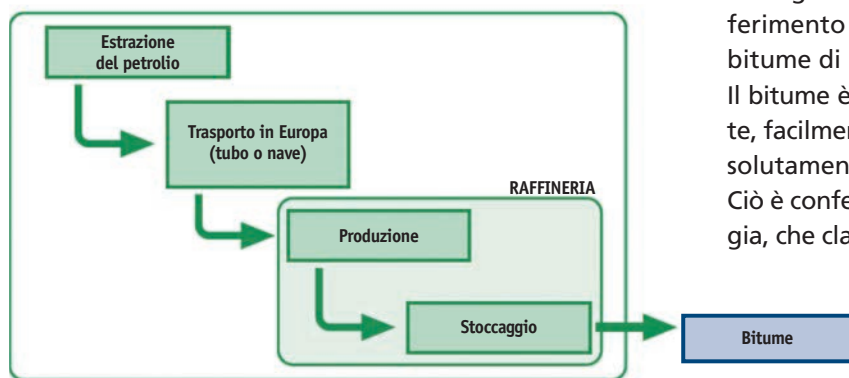 Estrazione
del petrolio
Trasporto in Europa
(tubo o nave)
RAFFINERIA
Produzione
Stoccaggio
Bitume
ferimento
bitume di
Il bitume è
te, facilmen
solutamen
Ciò è confe
gia, che cla